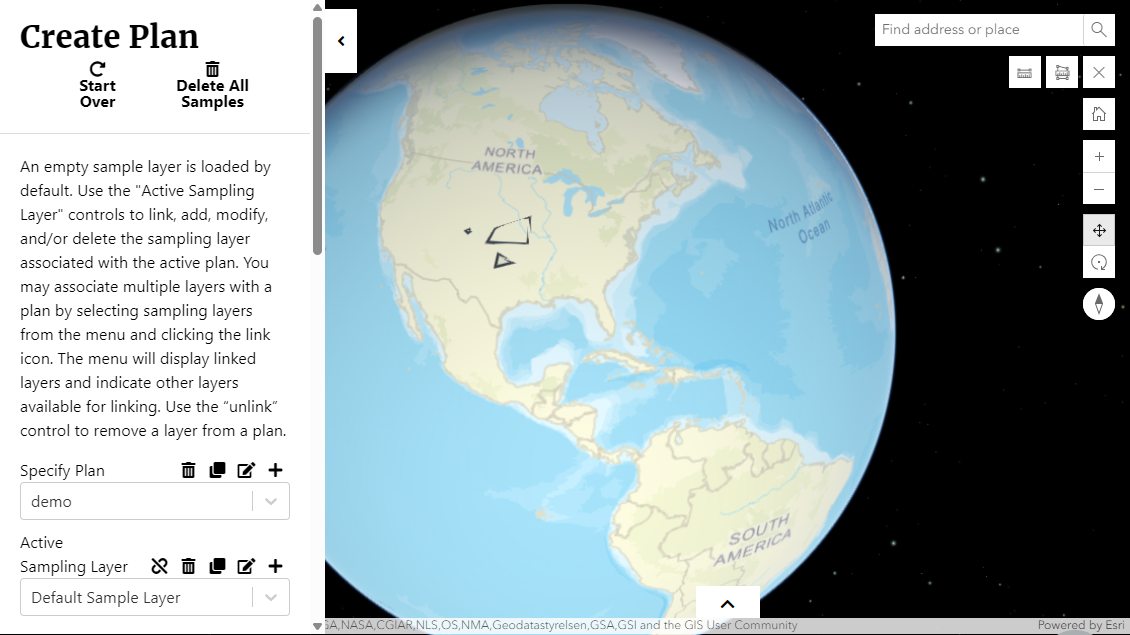 Create Plan
Start
Over
Delete All
Samples
An empty sample layer is loaded by
default. Use the "Active Sampling
Layer" controls to link, add, modify,
and/or delete the sampling layer
associated with the active plan. You
may associate multiple layers with a
plan by selecting sampling layers
from the menu and clicking the link
icon. The menu will display linked
layers and indicate other layers
available for linking. Use the “unlink”
control to remove a layer from a plan.
Specify Plan
demo
Active
Sampling Layer
Default Sample Layer
Find address or place
NORTH
AMERICA
North Atlantic
Ocean
SOUTH
AMERICA
GA,NASA,CGIAR,NLS,OS,NMA,Geodatastyrelsen,GSA,GSI and the GIS User Community
Powered by Esri